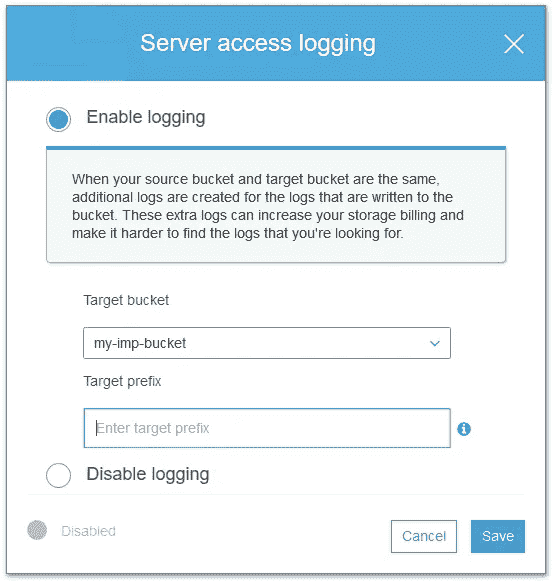 Server access logging
Enable logging
When your source bucket and target bucket are the same,
additional logs are created for the logs that are written to the
bucket. These extra logs can increase your storage billing and
make it harder to find the logs that you're looking for.
Target bucket
my-imp-bucket
Target prefix
Enter target prefix
Disable logging
Disabled
Cancel
Save